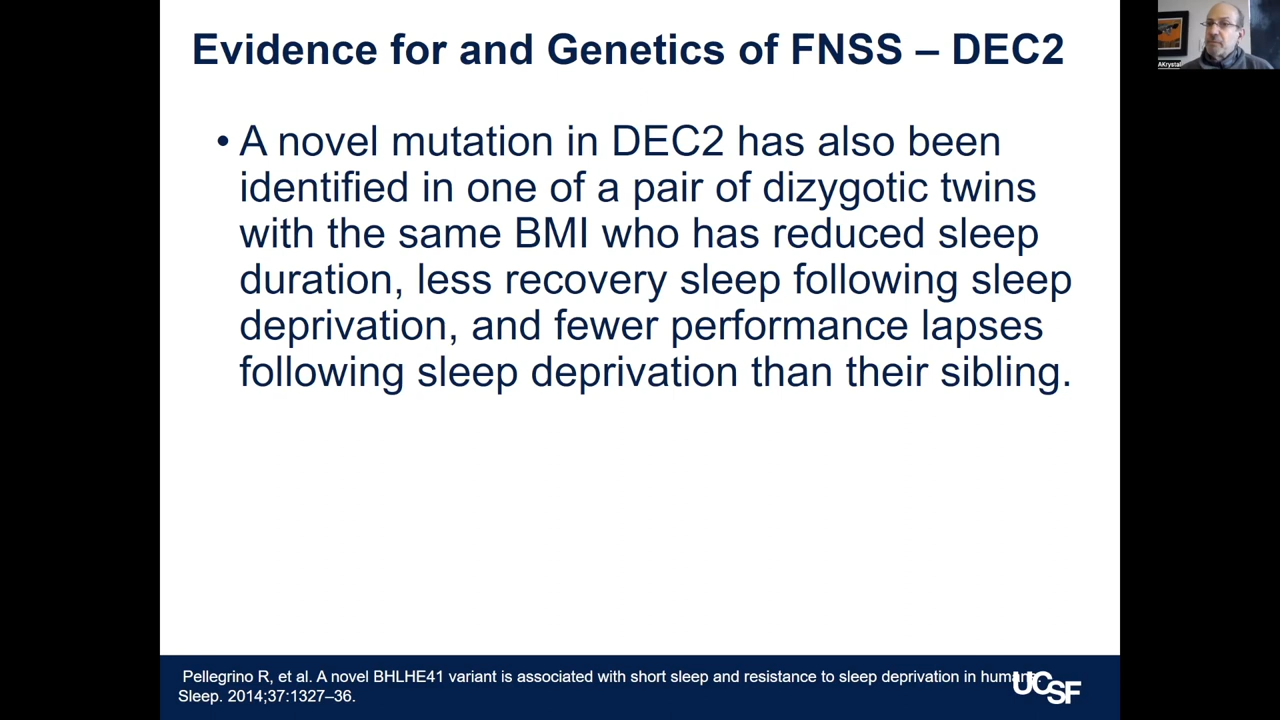 Evidence for and Genetics of FNSS – DEC2
AKrystal
• A novel mutation in DEC2 has also been
identified in one of a pair of dizygotic twins
with the same BMI who has reduced sleep
duration, less recovery sleep following sleep
deprivation, and fewer performance lapses
following sleep deprivation than their sibling.
Pellegrino R, et al. A novel BHLHE41 variant is associated with short sleep and resistance to sleep deprivation in humans.
Sleep. 2014;37:1327–36.
UCSF